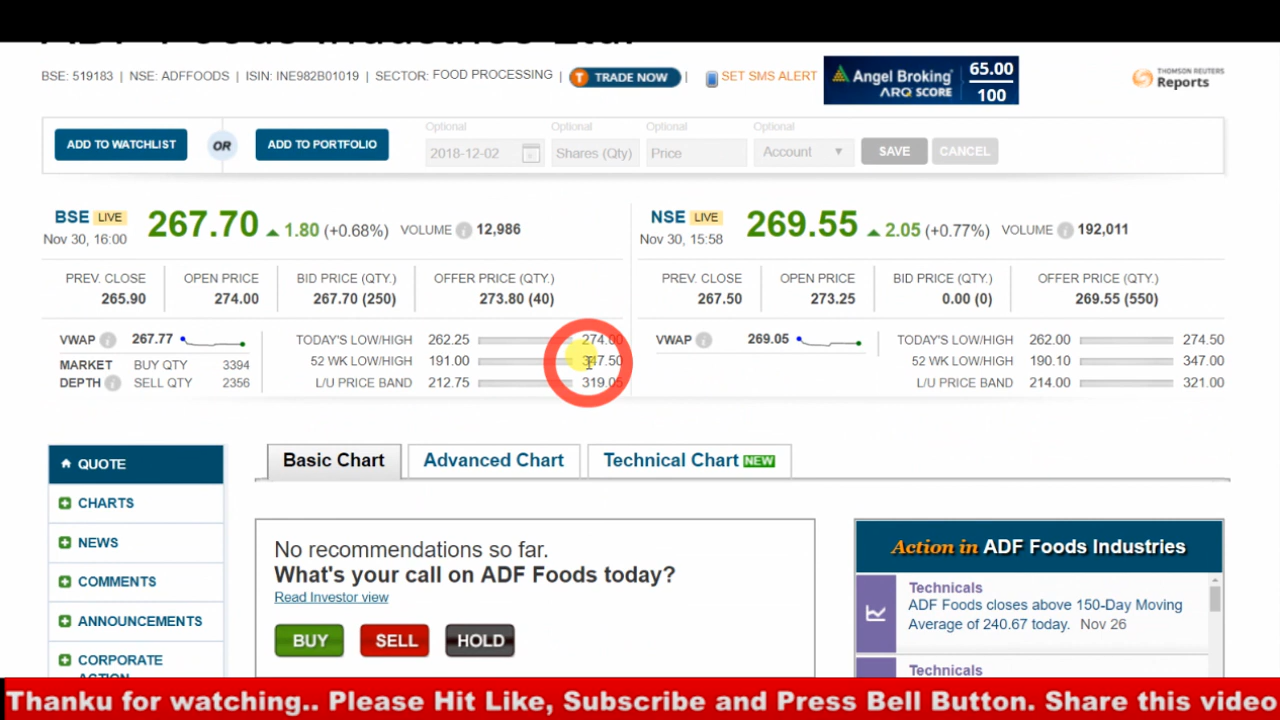 ADF Foods Industries Ltd.
BSE: 519183 | NSE: ADFFOODS | ISIN: INE982B01019 | SECTOR: FOOD PROCESSING | T TRADE NOW | SET SMS ALERT
Angel Broking ARQ SCORE 65.00 100
THOMSON REUTERS Reports
ADD TO WATCHLIST OR ADD TO PORTFOLIO
Optional Optional Optional Optional
2018-12-02 Shares (Qty) Price Account SAVE CANCEL
BSE LIVE 267.70 1.80 (+0.68%) VOLUME 12,986
Nov 30, 16:00
PREV. CLOSE OPEN PRICE BID PRICE (QTY.) OFFER PRICE (QTY.)
265.90 274.00 267.70 (250) 273.80 (40)
VWAP 267.77
MARKET DEPTH BUY QTY 3394
SELL QTY 2356
TODAY'S LOW/HIGH 262.25 274.00
52 WK LOW/HIGH 191.00 347.50
L/U PRICE BAND 212.75 319.05
NSE LIVE 269.55 2.05 (+0.77%) VOLUME 192,011
Nov 30, 15:58
PREV. CLOSE OPEN PRICE BID PRICE (QTY.) OFFER PRICE (QTY.)
267.50 273.25 0.00 (0) 269.55 (550)
VWAP 269.05
TODAY'S LOW/HIGH 262.00 274.50
52 WK LOW/HIGH 190.10 347.00
L/U PRICE BAND 214.00 321.00
QUOTE
CHARTS
NEWS
COMMENTS
ANNOUNCEMENTS
CORPORATE
ACTION
Basic Chart Advanced Chart Technical Chart NEW
No recommendations so far.
What's your call on ADF Foods today?
Read Investor view
BUY SELL HOLD
Action in ADF Foods Industries
Technicals
ADF Foods closes above 150-Day Moving
Average of 240.67 today. Nov 26
Technicals
Thanku for watching.. Please Hit Like, Subscribe and Press Bell Button. Share this video